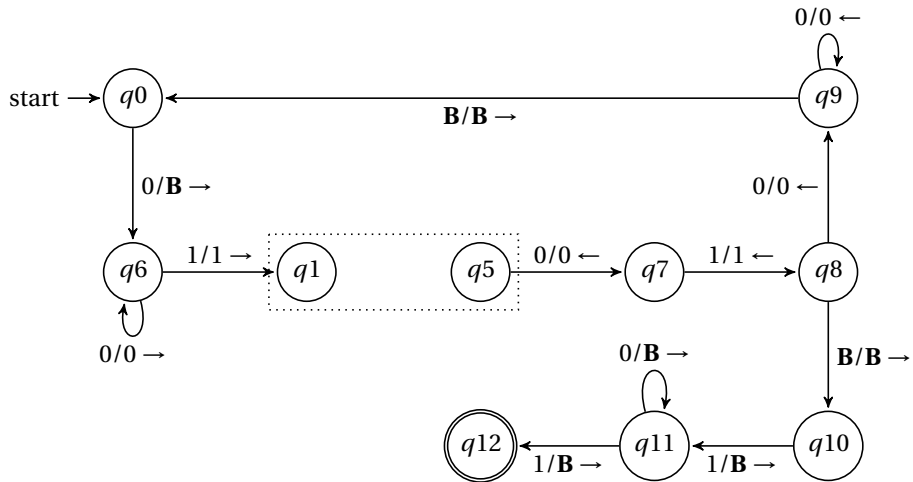 0/0 ←
start q0 q9
B/B →
0/B → 0/0 ←
1/1 → 0/0 ← 1/1 ←
q6 q1 q5 q7 q8
0/0 → 0/B → B/B →
q12 q11 q10
1/B → 1/B →